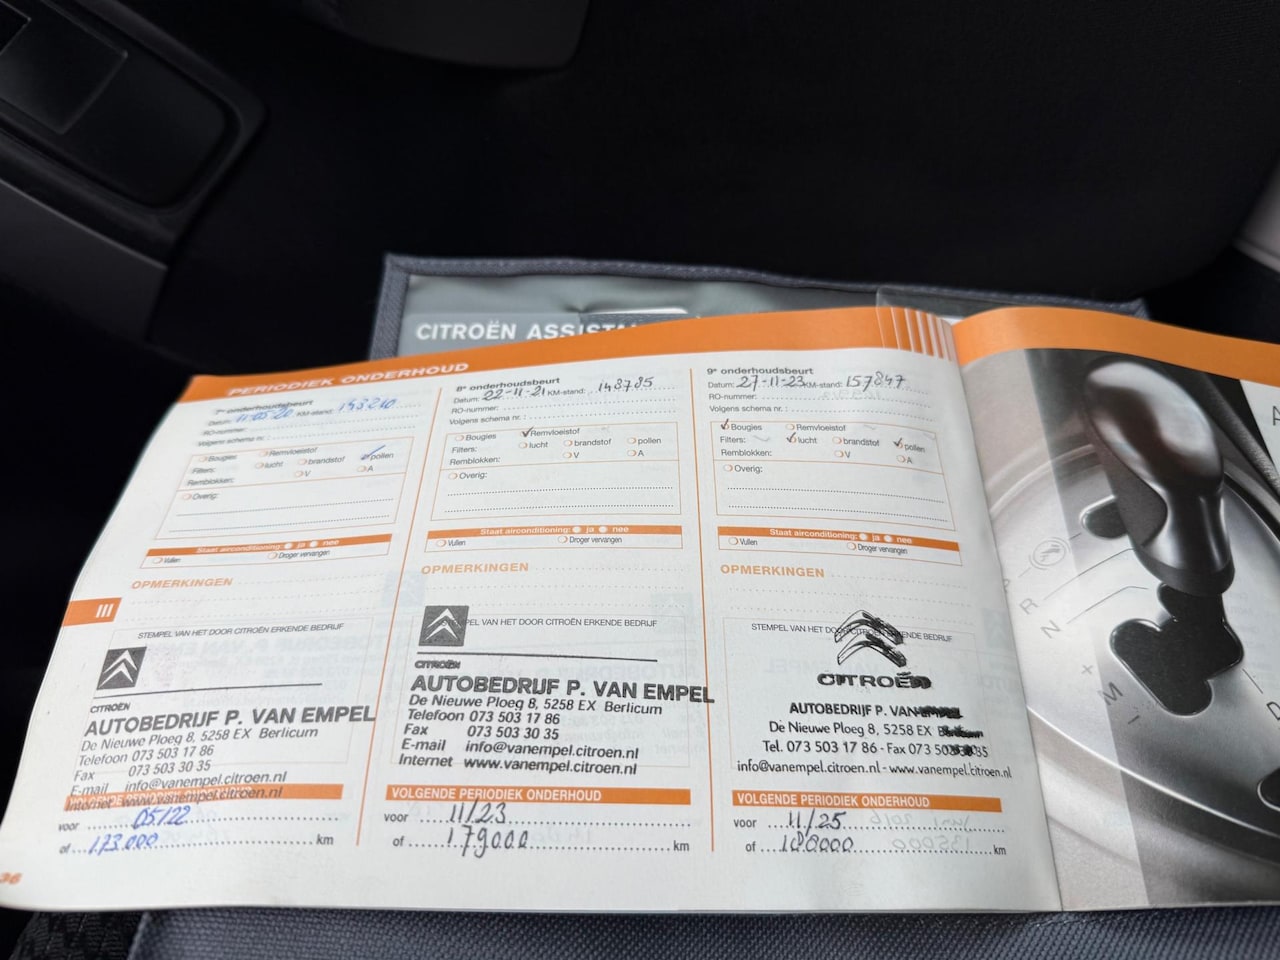 CITROËN ASSISTA
PERIODIEK ONDERHOUD
7e onderhoudsbeurt
Datum: 11-05-20 KM-stand: 143240
RO-nummer:
Volgens schema nr. :
Bougies Remvloeistof
Filters: lucht brandstof pollen
Remblokken: V A
Overig:
Staat airconditioning: ja nee
Vullen Droger vervangen
OPMERKINGEN
STEMPEL VAN HET DOOR CITROËN ERKENDE BEDRIJF
CITROËN
AUTOBEDRIJF P. VAN EMPEL
De Nieuwe Ploeg 8, 5258 EX Berlicum
Telefoon 073 503 17 86
Fax 073 503 30 35
E-mail info@vanempel.citroen.nl
Internet www.vanempel.citroen.nl
voor 05/22
of 173.000 km
8e onderhoudsbeurt
Datum: 22-11-21 KM-stand: 148785
RO-nummer:
Volgens schema nr. :
Bougies Remvloeistof
Filters: lucht brandstof pollen
Remblokken: V A
Overig:
Staat airconditioning: ja nee
Vullen Droger vervangen
OPMERKINGEN
STEMPEL VAN HET DOOR CITROËN ERKENDE BEDRIJF
CITROËN
AUTOBEDRIJF P. VAN EMPEL
De Nieuwe Ploeg 8, 5258 EX Berlicum
Telefoon 073 503 17 86
Fax 073 503 30 35
E-mail info@vanempel.citroen.nl
Internet www.vanempel.citroen.nl
VOLGENDE PERIODIEK ONDERHOUD
voor 11/23
of 179000 km
9e onderhoudsbeurt
Datum: 27-11-23 KM-stand: 157847
RO-nummer:
Volgens schema nr. :
Bougies Remvloeistof
Filters: lucht brandstof pollen
Remblokken: V A
Overig:
Staat airconditioning: ja nee
Vullen Droger vervangen
OPMERKINGEN
STEMPEL VAN HET DOOR CITROËN ERKENDE BEDRIJF
CITROËN
AUTOBEDRIJF P. VAN
De Nieuwe Ploeg 8, 5258 EX
Tel. 073 503 17 86 - Fax 073 503 30 35
info@vanempel.citroen.nl - www.vanempel.citroen.nl
VOLGENDE PERIODIEK ONDERHOUD
voor 11/25
of 180000 km
III
36
R
N
+
M
-
D
A